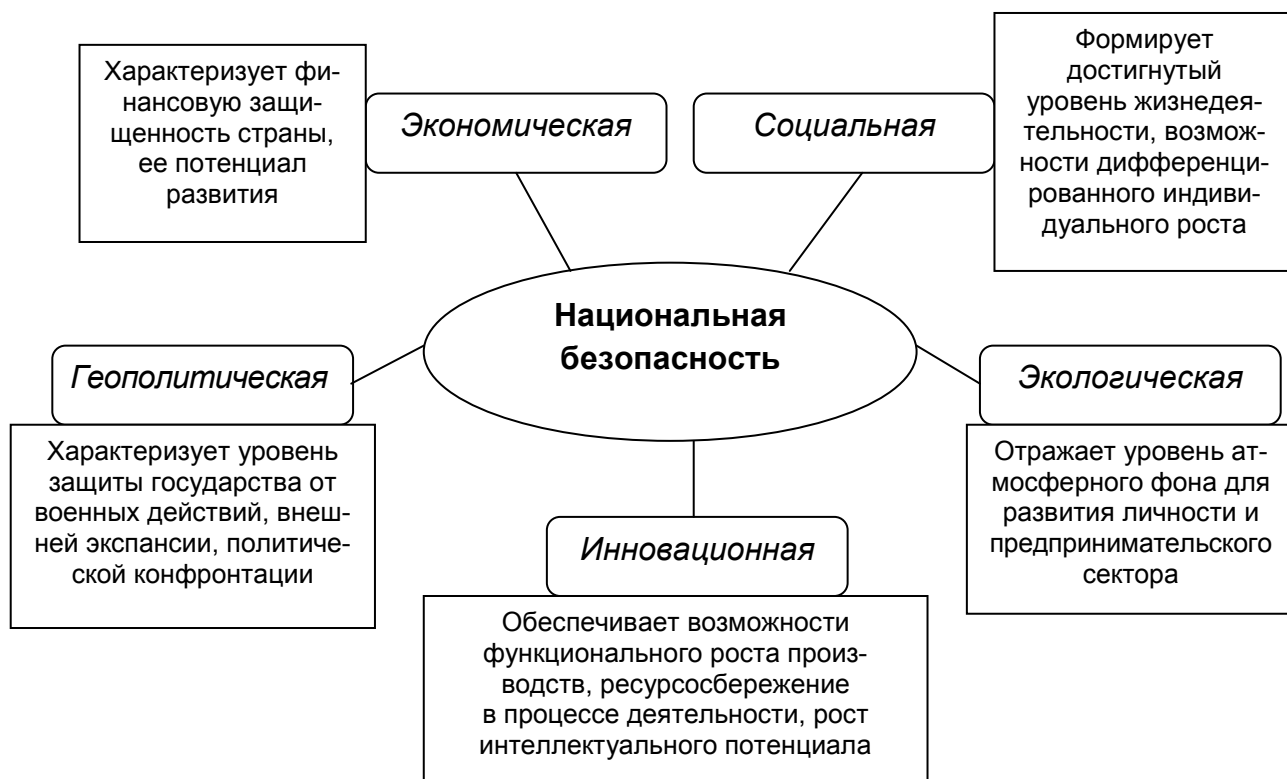 Характеризует фи-
нансовую защи-
щенность страны,
ее потенциал
развития
Экономическая
Социальная
Формирует
достигнутый
уровень жизнедея-
тельности, возмож-
ности дифференци-
рованного индиви-
дуального роста
Национальная
безопасность
Геополитическая
Характеризует уровень
защиты государства от
военных действий, внеш-
ней экспансии, политиче-
ской конфронтации
Экологическая
Отражает уровень ат-
мосферного фона для
развития личности и
предпринимательского
сектора
Инновационная
Обеспечивает возможности
функционального роста произ-
водств, ресурсосбережение
в процессе деятельности, рост
интеллектуального потенциала